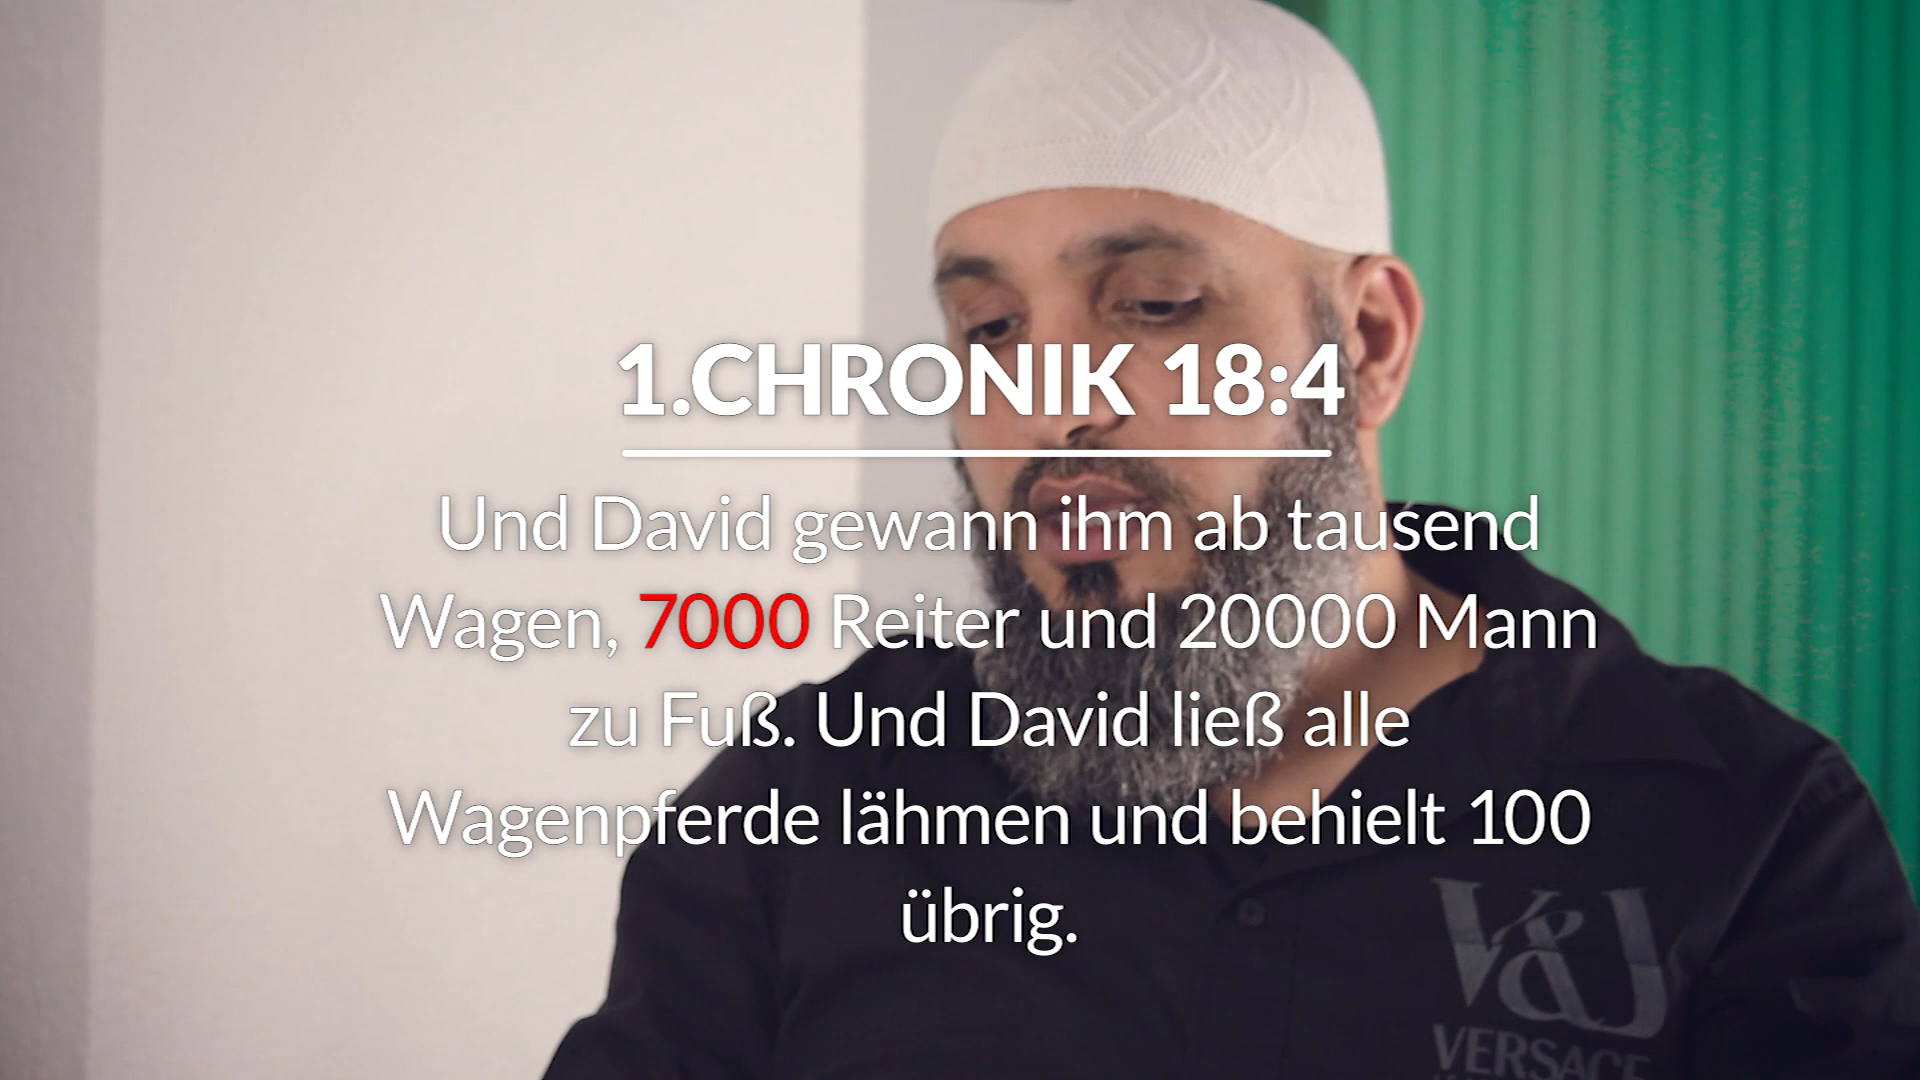 1.CHRONIK 18:4
Und David gewann ihm ab tausend
Wagen, 7000 Reiter und 20000 Mann
zu Fuß. Und David ließ alle
Wagenpferde lähmen und behielt 100
übrig.
V&J
VERSACE